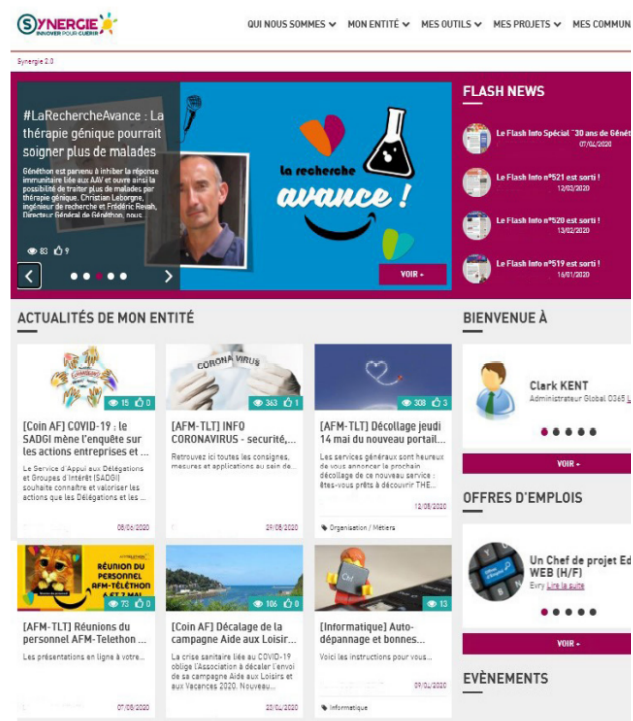 SYNERGIE
INNOVER POUR GUÉRIR
QUI NOUS SOMMES MON ENTITÉ MES OUTILS MES PROJETS MES COMMUN
Synergie 2.0
#LaRechercheAvance : La
thérapie génique pourrait
soigner plus de malades
Généthon est parvenu à inhiber la réponse
immunitaire liée aux AAV et ouvre ainsi la
possibilité de traiter plus de malades par
thérapie génique. Christian Leborgne,
ingénieur de recherche et Frédéric Revah,
Directeur Général de Généthon, nous
83 9
la recherche
avance !
VOIR +
FLASH NEWS
Le Flash Info Spécial "30 ans de Généth
07/04/2020
Le Flash Info n°521 est sorti !
12/03/2020
Le Flash Info n°520 est sorti !
13/02/2020
Le Flash Info n°519 est sorti !
16/01/2020
ACTUALITÉS DE MON ENTITÉ
15 0
[Coin AF] COVID-19 : le
SADGI mène l'enquête sur
les actions entreprises et ...
Le Service d'Appui aux Délégations
et Groupes d'Intérêt (SADGI)
souhaite connaître et valoriser les
actions que les Délégations et les ...
08/06/2020
CORONA VIRUS
363 1
[AFM-TLT] INFO
CORONAVIRUS - securité,...
Retrouvez ici toutes les consignes,
mesures et applications au sein de...
29/05/2020
308 3
[AFM-TLT] Décollage jeudi
14 mai du nouveau portail...
Les services généraux sont heureux
de vous annoncer le prochain
décollage de ce nouveau service :
êtes-vous prêts à découvrir THE...
12/05/2020
Organisation / Métiers
RÉUNION DU
PERSONNEL
AFM-TÉLÉTHON
6 ET 7 MAI
73 0
[AFM-TLT] Réunions du
personnel AFM-Telethon ...
Les présentations en ligne à votre...
07/05/2020
106 0
[Coin AF] Décalage de la
campagne Aide aux Loisir...
La crise sanitaire liée au COVID-19
oblige l'Association à décaler l'envoi
de sa campagne Aide aux Loisirs et
aux Vacances 2020. Nouveau...
23/04/2020
Ctrl
13
[Informatique] Auto-
dépannage et bonnes...
Voici les instructions pour vous...
09/04/2020
Informatique
BIENVENUE À
Clark KENT
Administrateur Global O365 L
VOIR +
OFFRES D'EMPLOIS
Un Chef de projet Ed
WEB (H/F)
Evry Lire la suite
VOIR +
EVÈNEMENTS